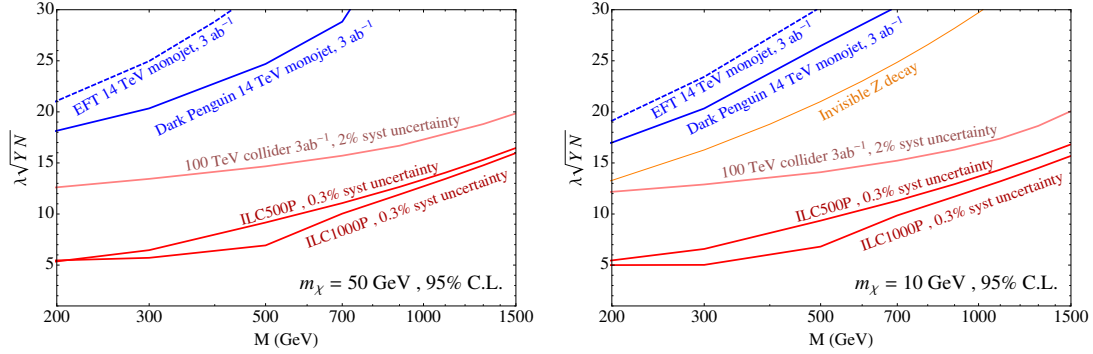 30
25
20
15
10
5
λ√YN
EFT 14 TeV monojet, 3 ab⁻¹
Dark Penguin 14 TeV monojet, 3 ab⁻¹
100 TeV collider 3ab⁻¹, 2% syst uncertainty
ILC500P , 0.3% syst uncertainty
ILC1000P , 0.3% syst uncertainty
mχ = 50 GeV , 95% C.L.
200 300 500 700 1000 1500
M (GeV)
30
25
20
15
10
5
λ√YN
EFT 14 TeV monojet, 3 ab⁻¹
Dark Penguin 14 TeV monojet, 3 ab⁻¹
Invisible Z decay
100 TeV collider 3ab⁻¹, 2% syst uncertainty
ILC500P , 0.3% syst uncertainty
ILC1000P , 0.3% syst uncertainty
mχ = 10 GeV , 95% C.L.
200 300 500 700 1000 1500
M (GeV)